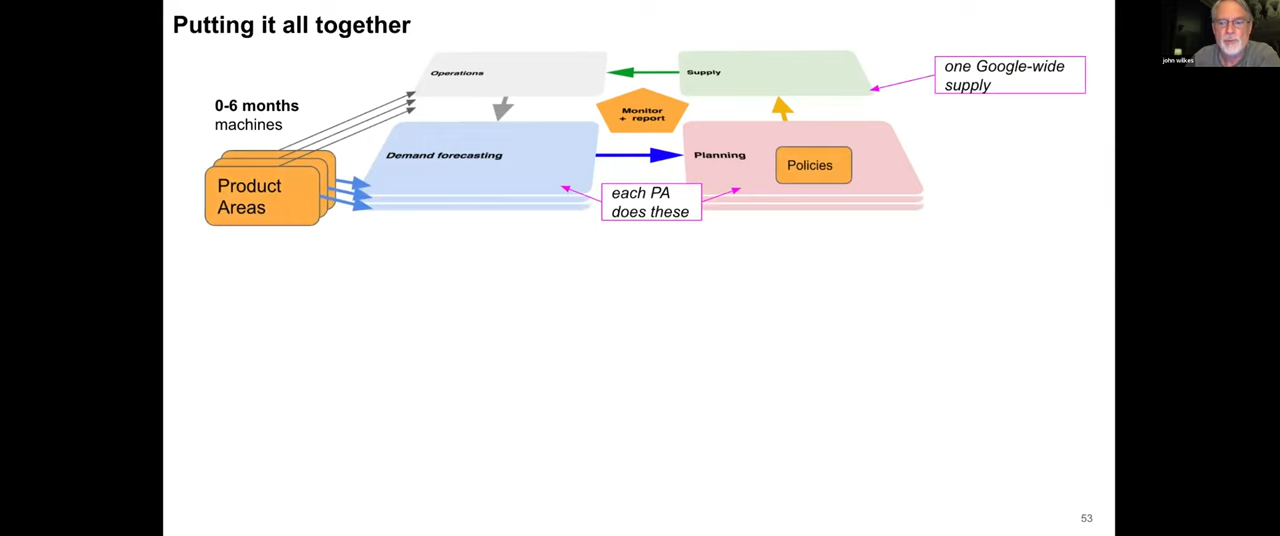 Putting it all together
john wilkes
Operations
Supply
one Google-wide
supply
0-6 months
machines
Monitor
+ report
Demand forecasting
Planning
Policies
Product
Areas
each PA
does these
53